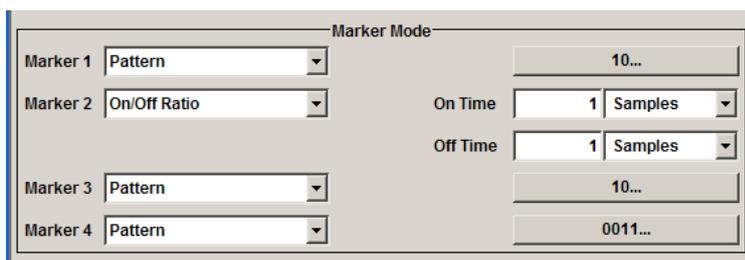 Marker Mode
Marker 1 Pattern 10...
Marker 2 On/Off Ratio On Time 1 Samples
Off Time 1 Samples
Marker 3 Pattern 10...
Marker 4 Pattern 0011...